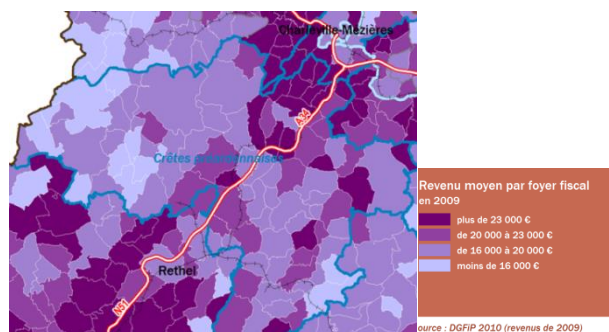 Charleville-Mézières
A34
Crêtes préardennaises
Rethel
N51
Revenu moyen par foyer fiscal
en 2009
plus de 23 000 €
de 20 000 à 23 000 €
de 16 000 à 20 000 €
moins de 16 000 €
ource : DGFiP 2010 (revenus de 2009)